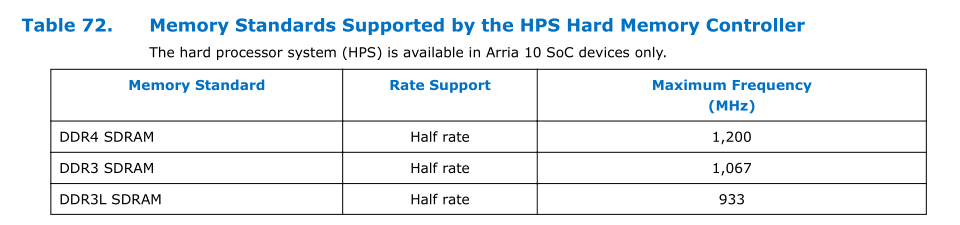 Table 72. Memory Standards Supported by the HPS Hard Memory Controller
The hard processor system (HPS) is available in Arria 10 SoC devices only.
Memory Standard Rate Support Maximum Frequency
(MHz)
DDR4 SDRAM Half rate 1,200
DDR3 SDRAM Half rate 1,067
DDR3L SDRAM Half rate 933